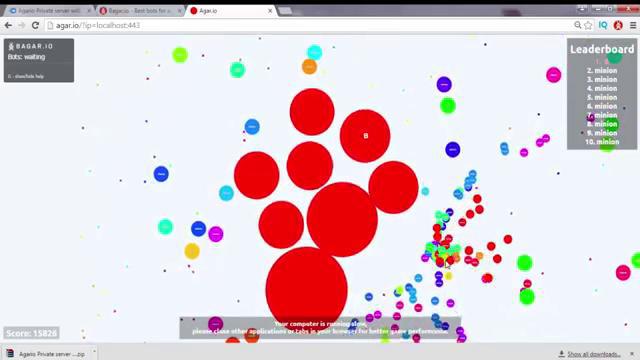 Agario Private server wit
Bagar.io - Best bots for a
Agar.io
agar.io/?ip=localhost:443
BAGAR.IO
Bots: waiting
G - show/hide help
Leaderboard
1. B
2. minion
3. minion
4. minion
5. minion
6. minion
7. minion
8. minion
9. minion
10. minion
B
Your computer is running slow,
please close other applications or tabs in your browser for better game performance.
Score: 15826
Agario Private server ....zip
Show all downloads...